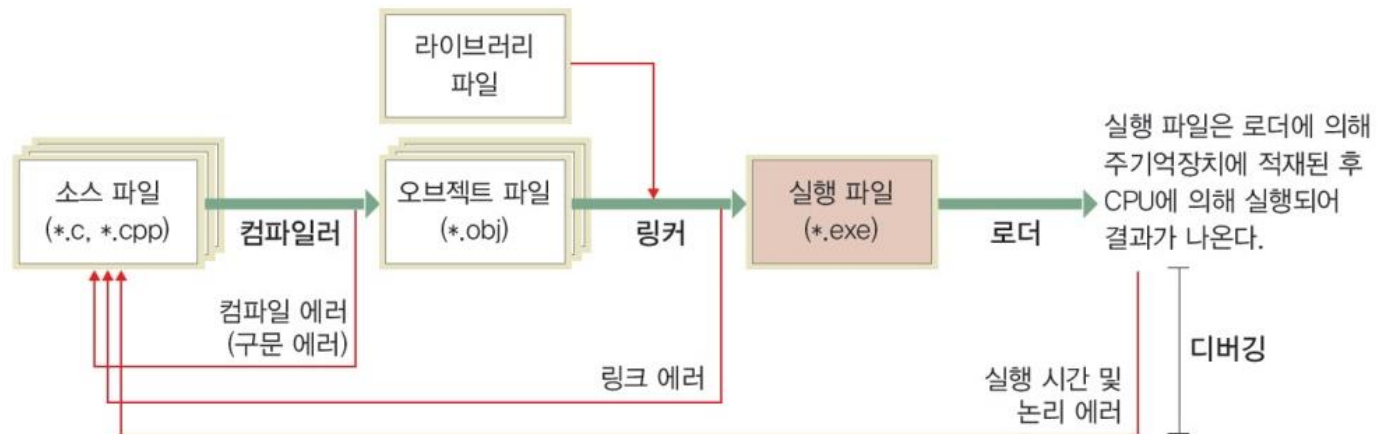 라이브러리
파일
소스 파일
(*.c, *.cpp)
컴파일러
오브젝트 파일
(*.obj)
링커
실행 파일
(*.exe)
로더
실행 파일은 로더에 의해
주기억장치에 적재된 후
CPU에 의해 실행되어
결과가 나온다.
컴파일 에러
(구문 에러)
링크 에러
실행 시간 및
논리 에러
디버깅